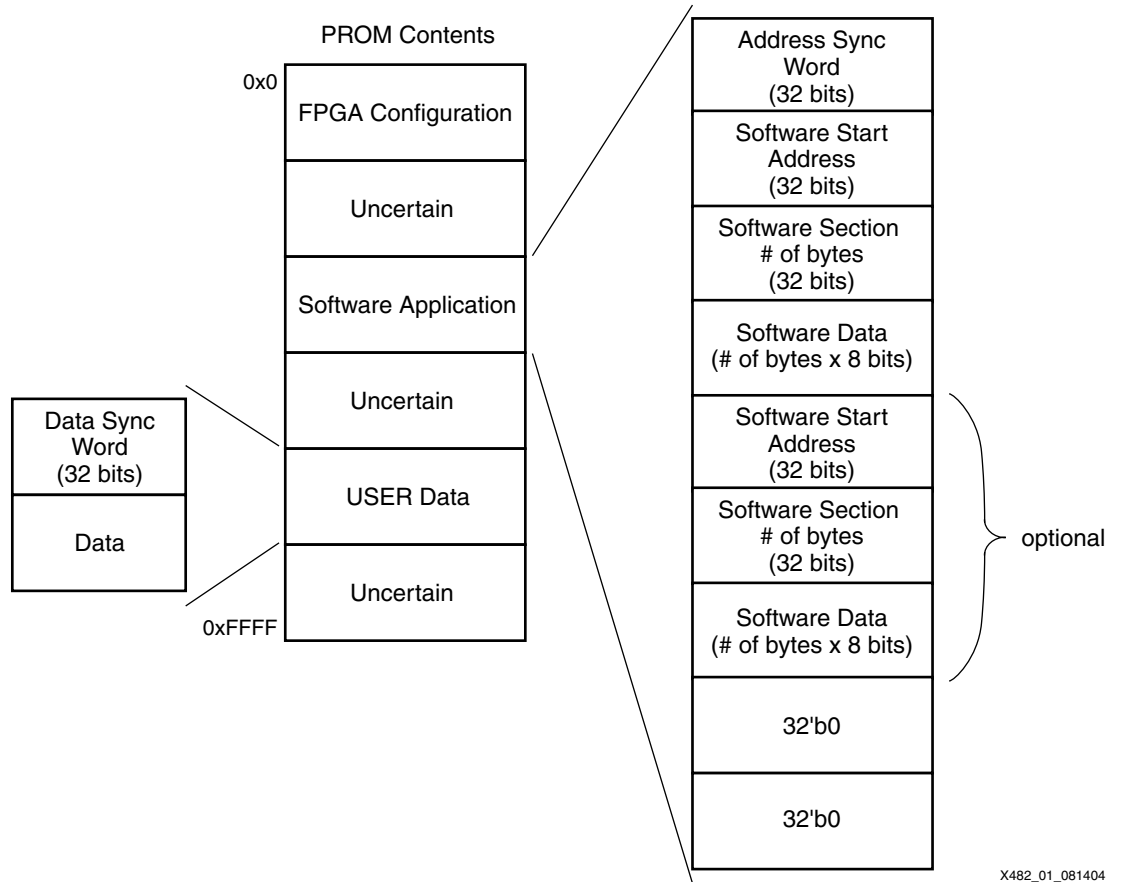 PROM Contents
0x0
FPGA Configuration
Uncertain
Software Application
Uncertain
USER Data
Uncertain
0xFFFF
Data Sync
Word
(32 bits)
Data
Address Sync
Word
(32 bits)
Software Start
Address
(32 bits)
Software Section
# of bytes
(32 bits)
Software Data
(# of bytes x 8 bits)
Software Start
Address
(32 bits)
Software Section
# of bytes
(32 bits)
Software Data
(# of bytes x 8 bits)
optional
32'b0
32'b0
X482_01_081404